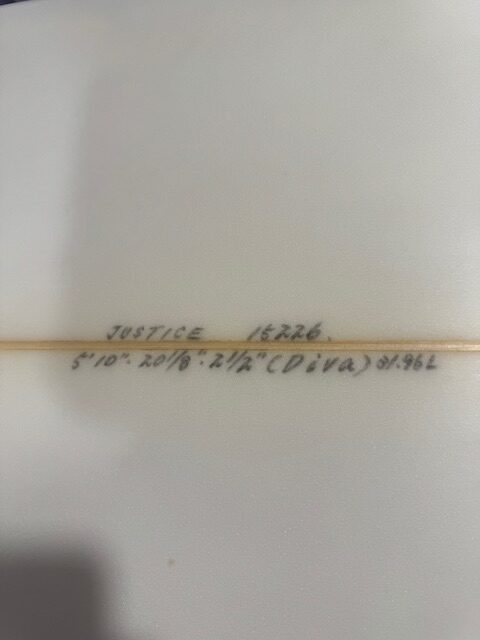 JUSTICE 15226.
5'10" · 20 1/8" · 2 1/2" (Diva) 31.96L